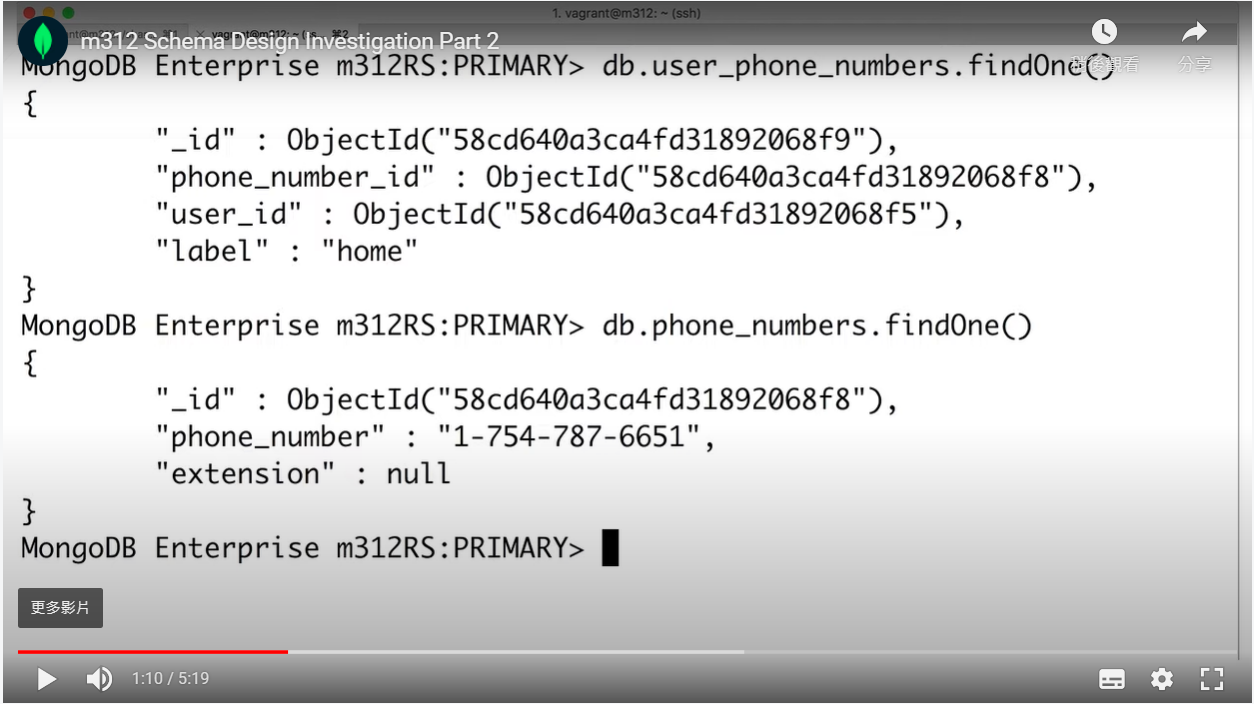 1. vagrant@m312: ~ (ssh)
m312 Schema Design Investigation Part 2
MongoDB Enterprise m312RS:PRIMARY> db.user_phone_numbers.findOne()
稍後觀看
分享
{
"_id" : ObjectId("58cd640a3ca4fd31892068f9"),
"phone_number_id" : ObjectId("58cd640a3ca4fd31892068f8"),
"user_id" : ObjectId("58cd640a3ca4fd31892068f5"),
"label" : "home"
}
MongoDB Enterprise m312RS:PRIMARY> db.phone_numbers.findOne()
{
"_id" : ObjectId("58cd640a3ca4fd31892068f8"),
"phone_number" : "1-754-787-6651",
"extension" : null
}
MongoDB Enterprise m312RS:PRIMARY>
更多影片
1:10 / 5:19